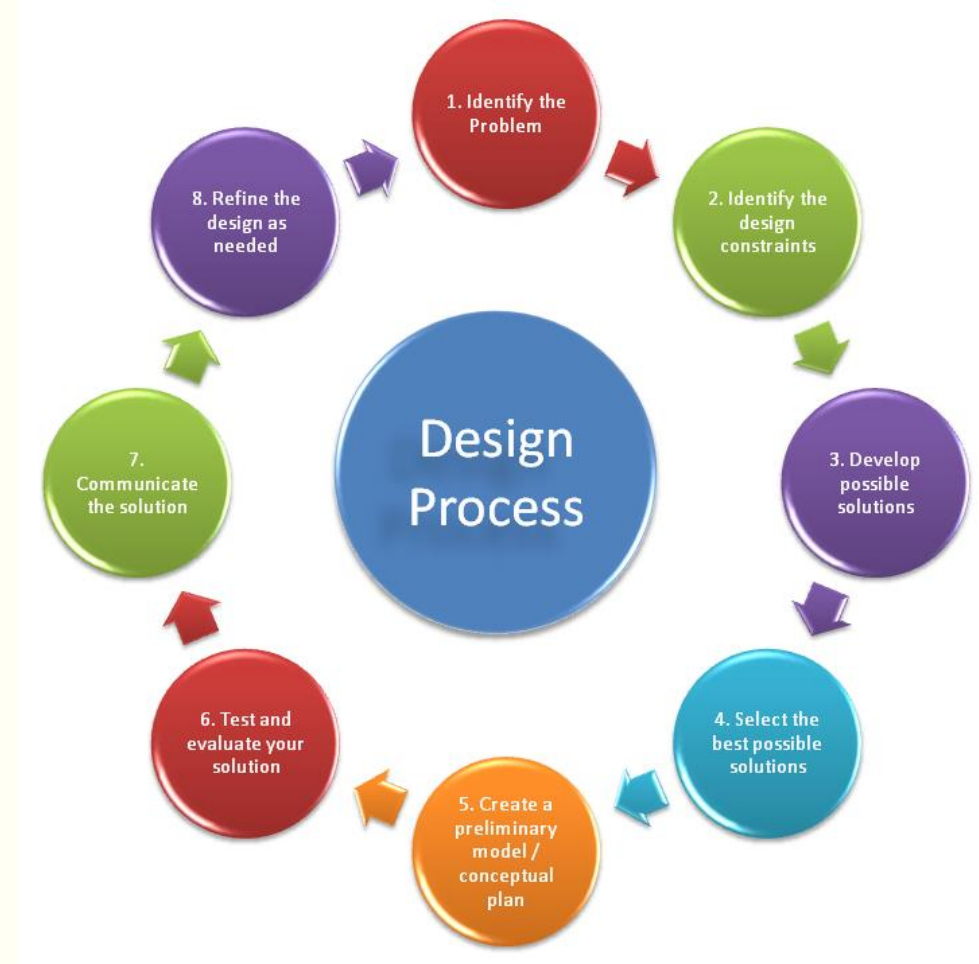 1. Identify the
Problem
2. Identify the
design
constraints
3. Develop
possible
solutions
4. Select the
best possible
solutions
5. Create a
preliminary
model /
conceptual
plan
6. Test and
evaluate your
solution
7.
Communicate
the solution
8. Refine the
design as
needed
Design
Process